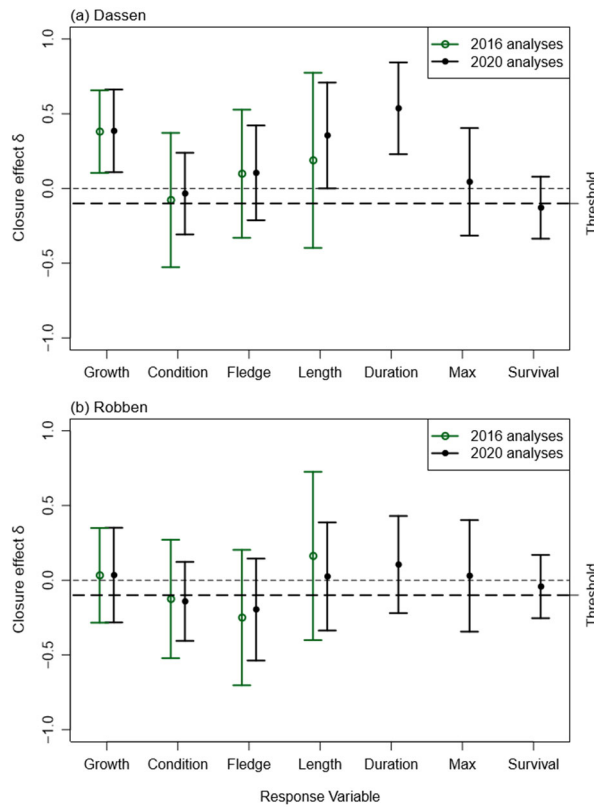 (a) Dassen
2016 analyses
2020 analyses
Closure effect δ
1.0
0.5
0.0
−0.5
−1.0
Threshold
Growth Condition Fledge Length Duration Max Survival
(b) Robben
2016 analyses
2020 analyses
Closure effect δ
1.0
0.5
0.0
−0.5
−1.0
Threshold
Growth Condition Fledge Length Duration Max Survival
Response Variable